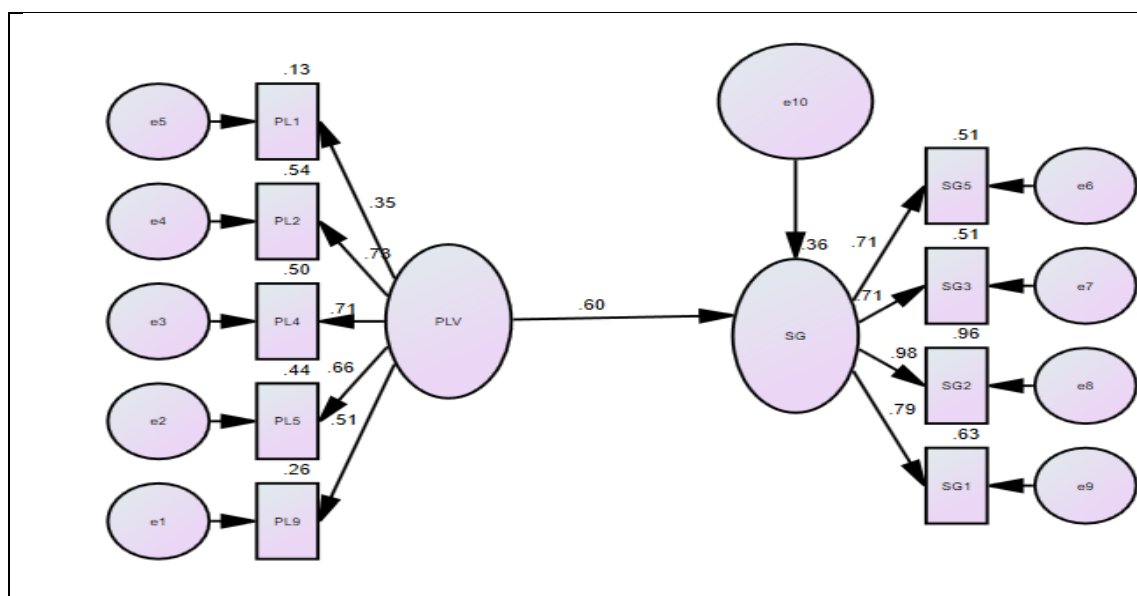 .13
e5
PL1
.54
e4
PL2
.35
.73
.50
e3
PL4
.71
PLV
.44
.66
e2
PL5
.51
.26
e1
PL9
.60
e10
.36
SG
.71
.51
SG5
e6
.71
.51
SG3
e7
.98
.96
SG2
e8
.79
.63
SG1
e9